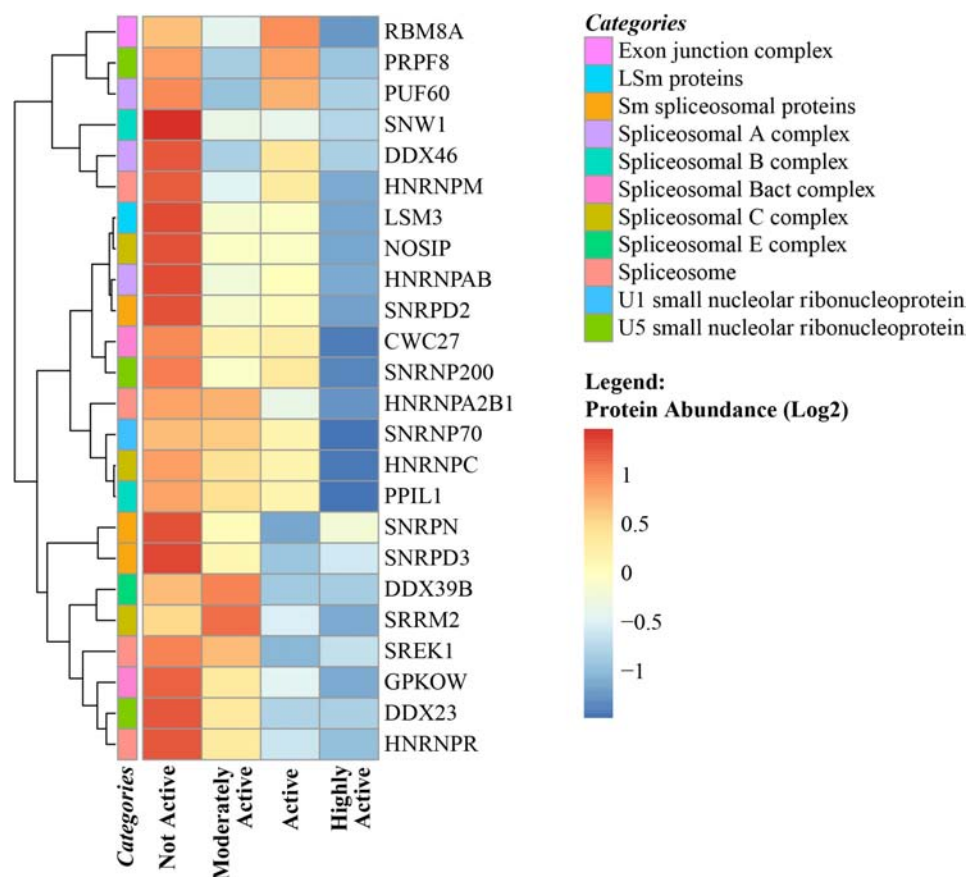 RBM8A
PRPF8
PUF60
SNW1
DDX46
HNRNPM
LSM3
NOSIP
HNRNPAB
SNRPD2
CWC27
SNRNP200
HNRNPA2B1
SNRNP70
HNRNPC
PPIL1
SNRPN
SNRPD3
DDX39B
SRRM2
SREK1
GPKOW
DDX23
HNRNPR
Categories
Not Active
Moderately
Active
Active
Highly
Active
Categories
Exon junction complex
LSm proteins
Sm spliceosomal proteins
Spliceosomal A complex
Spliceosomal B complex
Spliceosomal Bact complex
Spliceosomal C complex
Spliceosomal E complex
Spliceosome
U1 small nucleolar ribonucleoprotein
U5 small nucleolar ribonucleoprotein
Legend:
Protein Abundance (Log2)
1
0.5
0
−0.5
−1